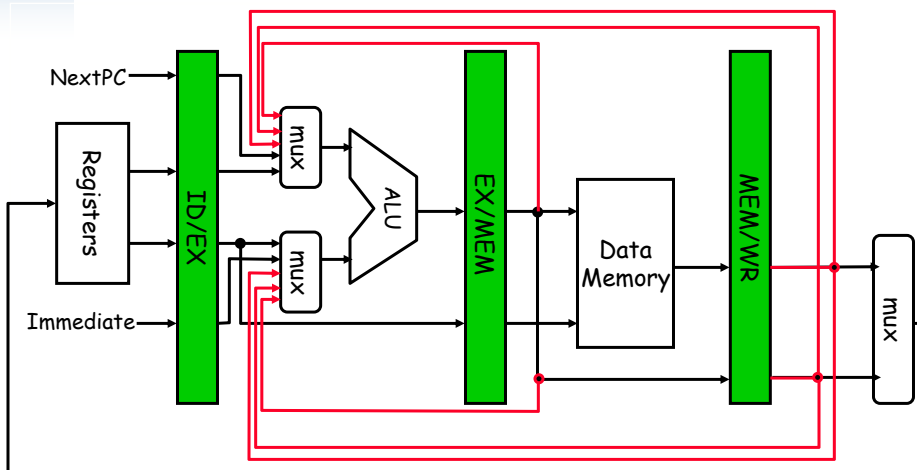 NextPC
Registers
Immediate
ID/EX
mux
mux
ALU
EX/MEM
Data
Memory
MEM/WR
mux